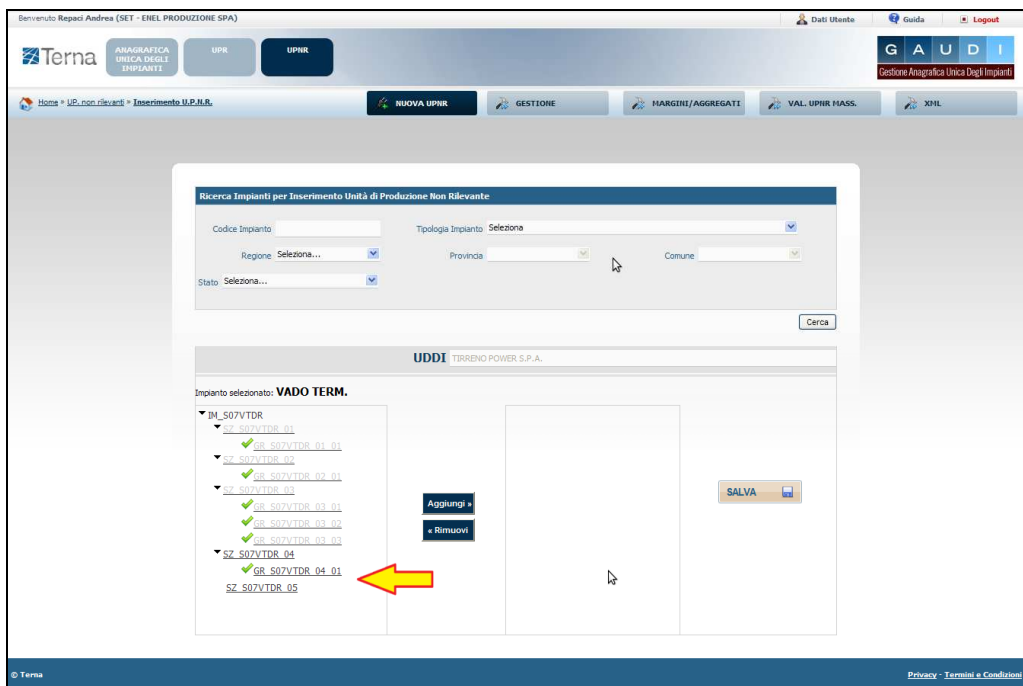 Benvenuto Repaci Andrea (SET - ENEL PRODUZIONE SPA) Dati Utente Guida Logout
Terna ANAGRAFICA UNICA DEGLI IMPIANTI UPR UPNR
G A U D I
Gestione Anagrafica Unica Degli Impianti
Home » UP. non rilevanti » Inserimento U.P.N.R. NUOVA UPNR GESTIONE MARGINI/AGGREGATI VAL. UPNR MASS. XML
Ricerca Impianti per Inserimento Unità di Produzione Non Rilevante
Codice Impianto Tipologia Impianto Seleziona
Regione Seleziona... Provincia Comune
Stato Seleziona...
Cerca
UDDI TIRRENO POWER S.P.A.
Impianto selezionato: VADO TERM.
IM_S07VTDR
SZ_S07VTDR_01
GR_S07VTDR_01_01
SZ_S07VTDR_02
GR_S07VTDR_02_01
SZ_S07VTDR_03
GR_S07VTDR_03_01
GR_S07VTDR_03_02
GR_S07VTDR_03_03
SZ_S07VTDR_04
GR_S07VTDR_04_01
SZ_S07VTDR_05
Aggiungi »
« Rimuovi
SALVA
© Terna Privacy - Termini e Condizioni